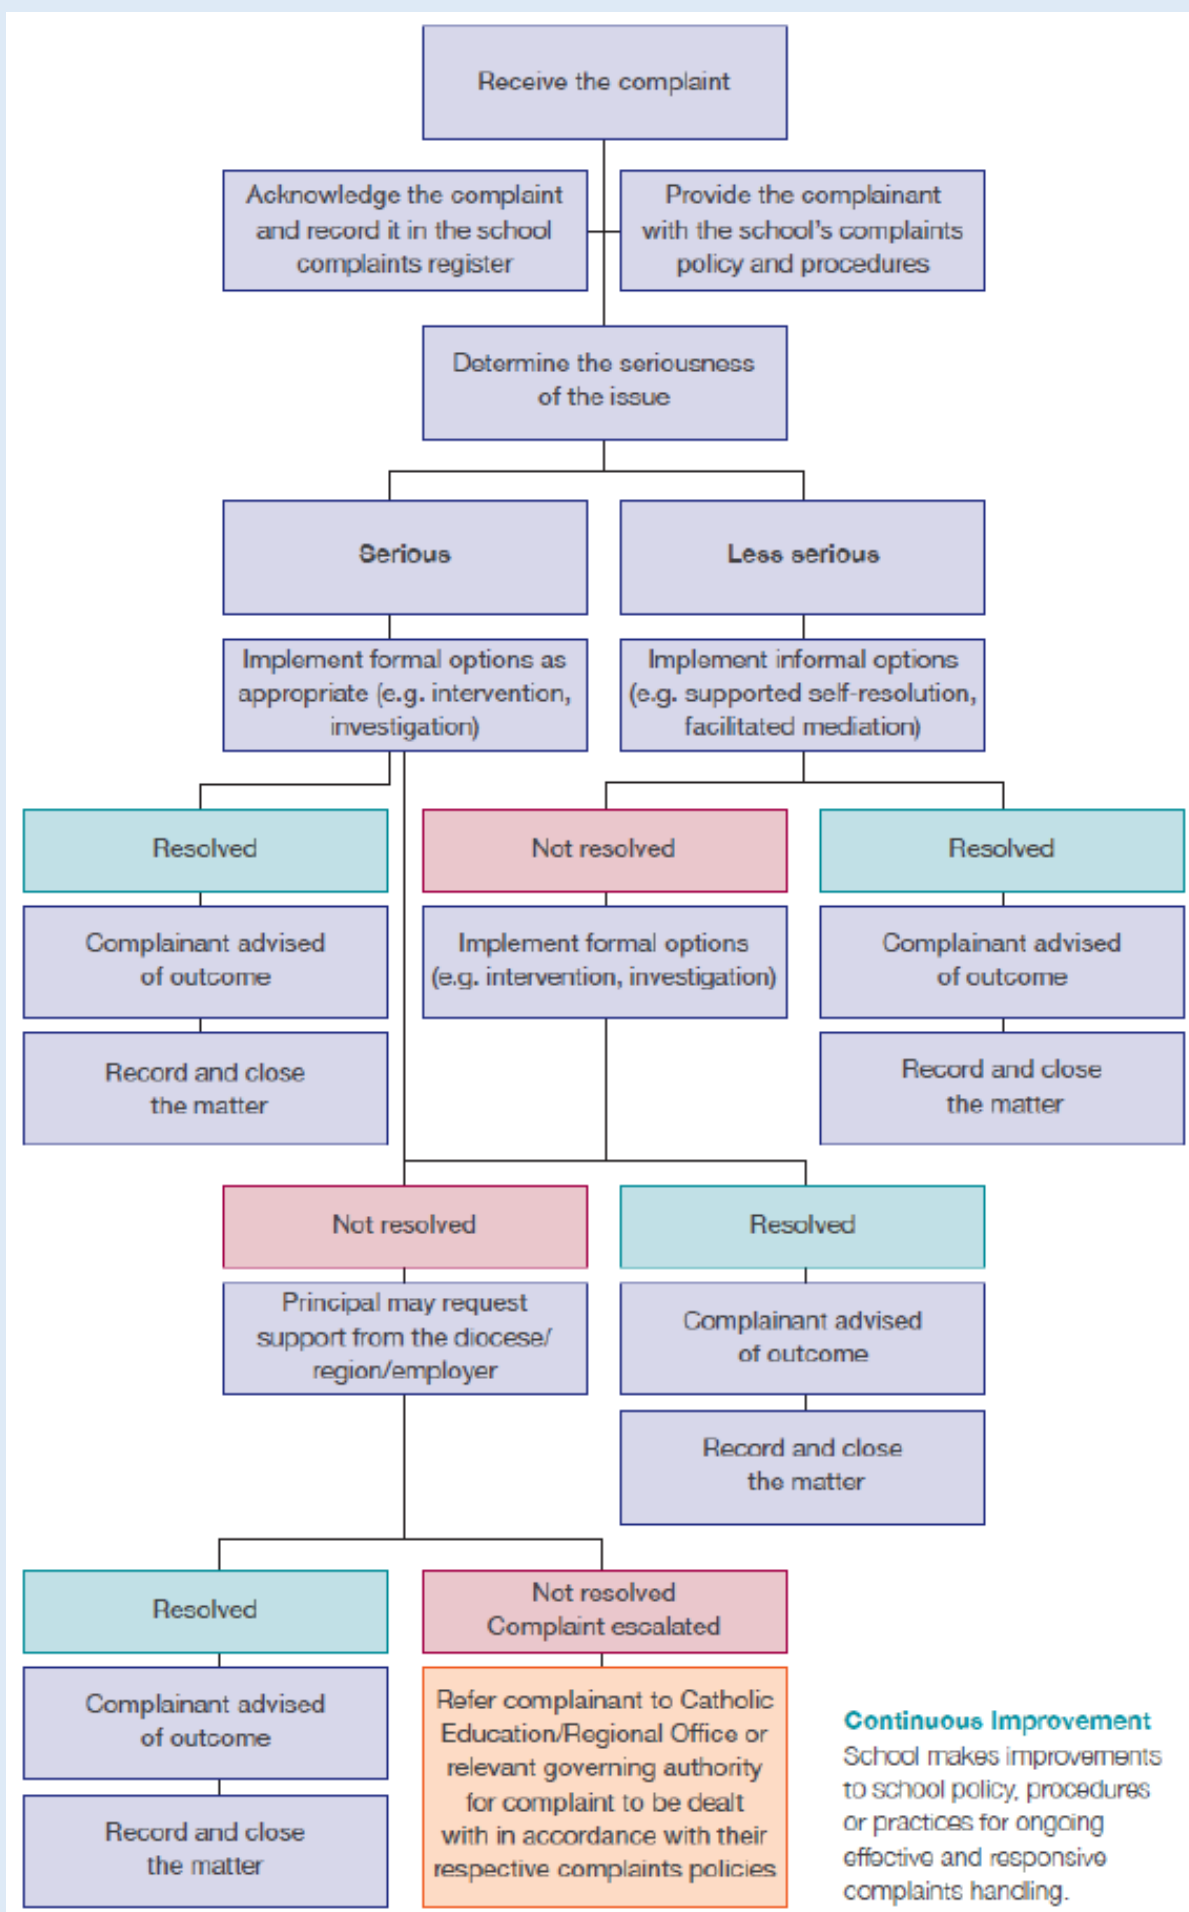 Receive the complaint
Acknowledge the complaint
and record it in the school
complaints register
Provide the complainant
with the school's complaints
policy and procedures
Determine the seriousness
of the issue
Serious
Less serious
Implement formal options as
appropriate (e.g. intervention,
investigation)
Implement informal options
(e.g. supported self-resolution,
facilitated mediation)
Resolved
Not resolved
Resolved
Complainant advised
of outcome
Implement formal options
(e.g. intervention, investigation)
Complainant advised
of outcome
Record and close
the matter
Record and close
the matter
Not resolved
Resolved
Principal may request
support from the diocese/
region/employer
Complainant advised
of outcome
Record and close
the matter
Resolved
Not resolved
Complaint escalated
Complainant advised
of outcome
Record and close
the matter
Refer complainant to Catholic
Education/Regional Office or
relevant governing authority
for complaint to be dealt
with in accordance with their
respective complaints policies
Continuous Improvement
School makes improvements
to school policy, procedures
or practices for ongoing
effective and responsive
complaints handling.